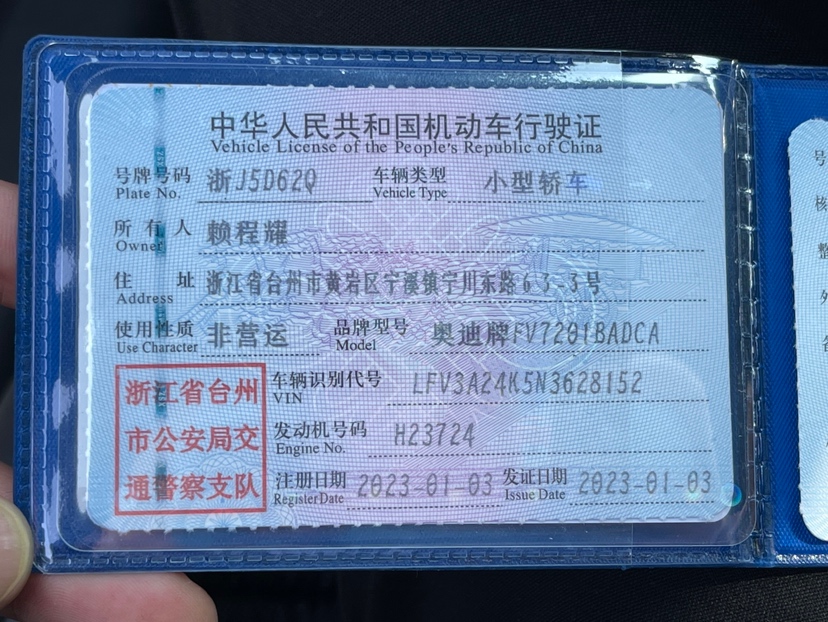 中华人民共和国机动车行驶证
Vehicle License of the People's Republic of China
号牌号码 浙J5D62Q 车辆类型 小型轿车
Plate No. Vehicle Type
所有人 赖程耀
Owner
住址 浙江省台州市黄岩区宁溪镇宁川东路63-3号
Address
使用性质 非营运 品牌型号 奥迪牌FV7201BADCA
Use Character Model
浙江省台州
市公安局交
通警察支队
车辆识别代号 LFV3A24K5N3628152
VIN
发动机号码 H23724
Engine No.
注册日期 2023-01-03 发证日期 2023-01-03
Register Date Issue Date
号
核
整
外